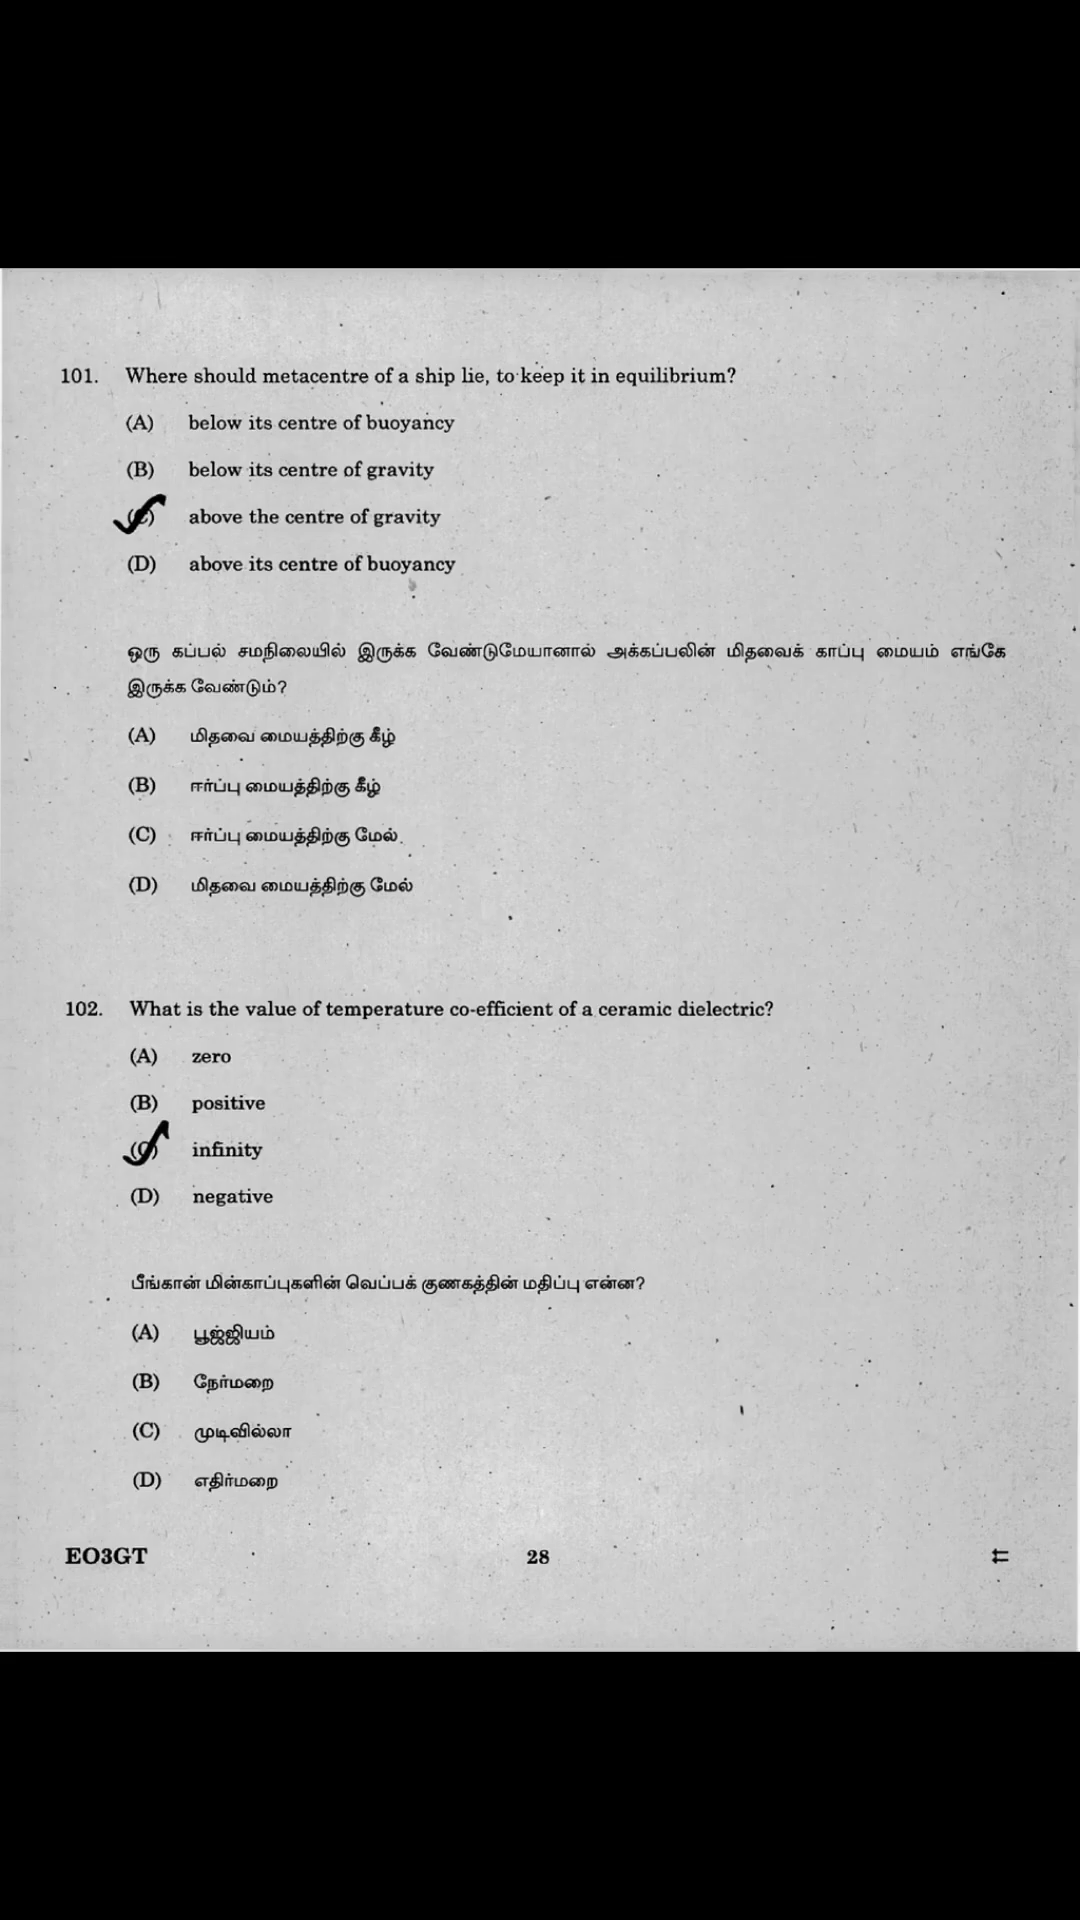 101. Where should metacentre of a ship lie, to keep it in equilibrium?
(A) below its centre of buoyancy
(B) below its centre of gravity
(C) above the centre of gravity
(D) above its centre of buoyancy
ஒரு கப்பல் சமநிலையில் இருக்க வேண்டுமேயானால் அக்கப்பலின் மிதவைக் காப்பு மையம் எங்கே
இருக்க வேண்டும்?
(A) மிதவை மையத்திற்கு கீழ்
(B) ஈர்ப்பு மையத்திற்கு கீழ்
(C) ஈர்ப்பு மையத்திற்கு மேல்
(D) மிதவை மையத்திற்கு மேல்
102. What is the value of temperature co-efficient of a ceramic dielectric?
(A) zero
(B) positive
(C) infinity
(D) negative
பீங்கான் மின்காப்புகளின் வெப்பக் குணகத்தின் மதிப்பு என்ன?
(A) பூஜ்ஜியம்
(B) நேர்மறை
(C) முடிவில்லா
(D) எதிர்மறை
EO3GT 28